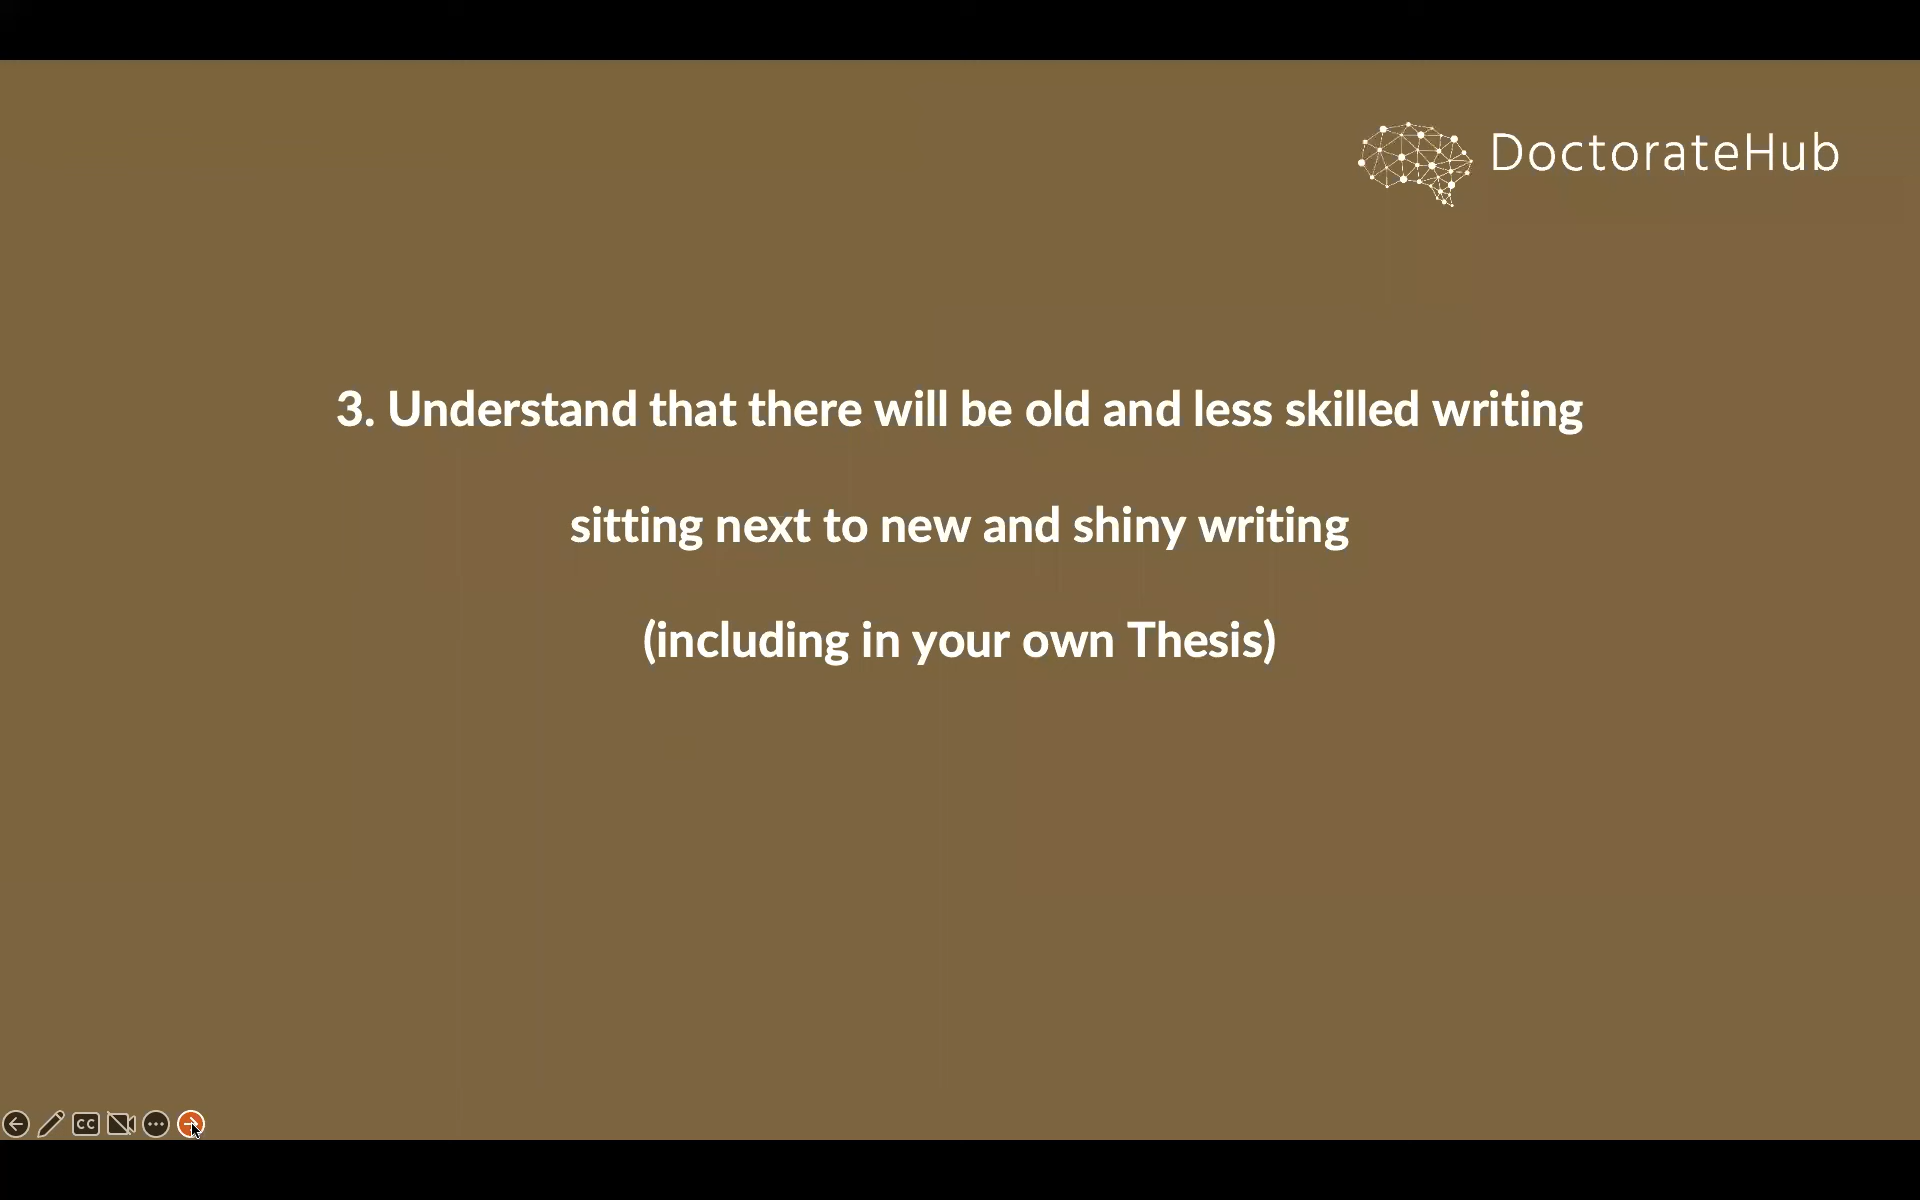 DoctorateHub
3. Understand that there will be old and less skilled writing
sitting next to new and shiny writing
(including in your own Thesis)
CC